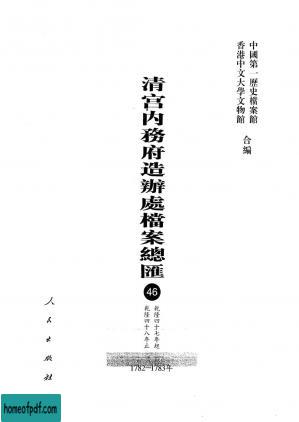 中國第一歷史檔案館
香港中文大學文物館
合編
清宮内務府造辦處檔案總匯
46
乾隆四十七年起
乾隆四十八年止
1782—1783年
人民出版社
homeofpdf.com